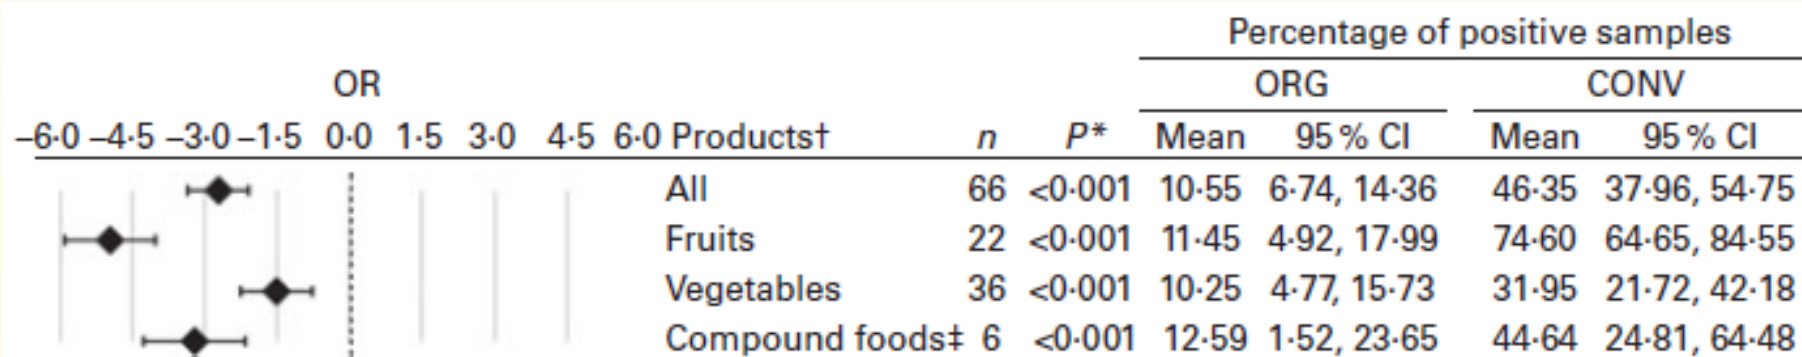 Percentage of positive samples
OR ORG CONV
–6·0 –4·5 –3·0 –1·5 0·0 1·5 3·0 4·5 6·0 Products† n P* Mean 95 % CI Mean 95 % CI
All 66 <0·001 10·55 6·74, 14·36 46·35 37·96, 54·75
Fruits 22 <0·001 11·45 4·92, 17·99 74·60 64·65, 84·55
Vegetables 36 <0·001 10·25 4·77, 15·73 31·95 21·72, 42·18
Compound foods‡ 6 <0·001 12·59 1·52, 23·65 44·64 24·81, 64·48